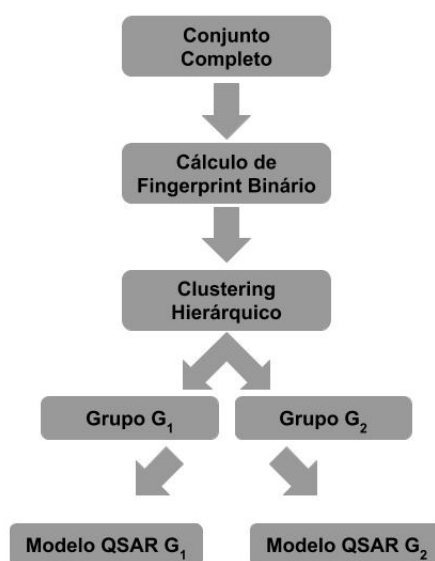 Conjunto
Completo
Cálculo de
Fingerprint Binário
Clustering
Hierárquico
Grupo G1
Grupo G2
Modelo QSAR G1
Modelo QSAR G2